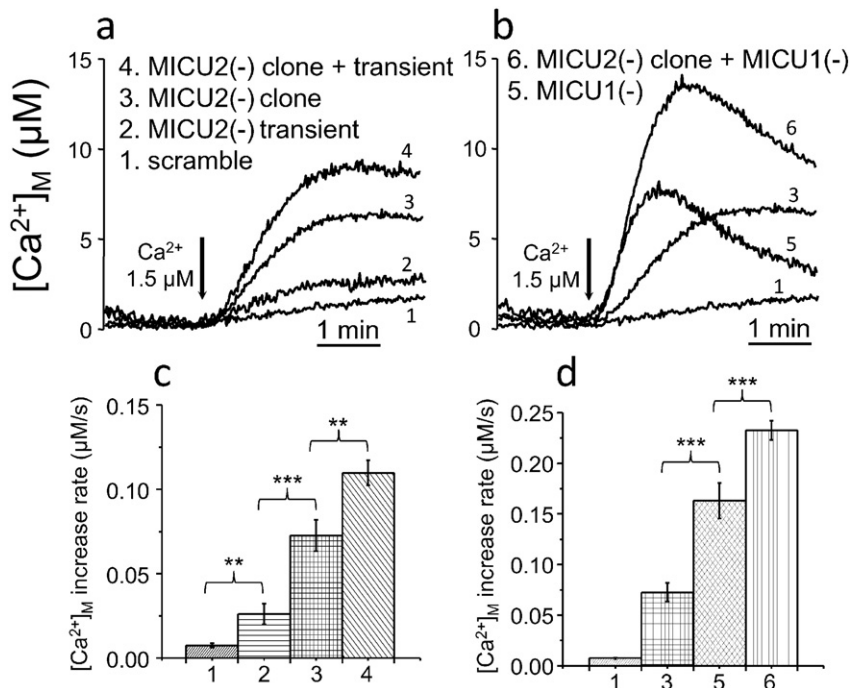 a
4. MICU2(-) clone + transient
3. MICU2(-) clone
2. MICU2(-) transient
1. scramble
[Ca²⁺]M (µM)
15
10
5
0
Ca²⁺
1.5 µM
4
3
2
1
1 min
b
6. MICU2(-) clone + MICU1(-)
5. MICU1(-)
15
10
5
0
Ca²⁺
1.5 µM
6
3
5
1
1 min
c
[Ca²⁺]M increase rate (µM/s)
0.15
0.10
0.05
0.00
**
***
**
1 2 3 4
d
[Ca²⁺]M increase rate (µM/s)
0.25
0.20
0.15
0.10
0.05
0.00
***
***
1 3 5 6